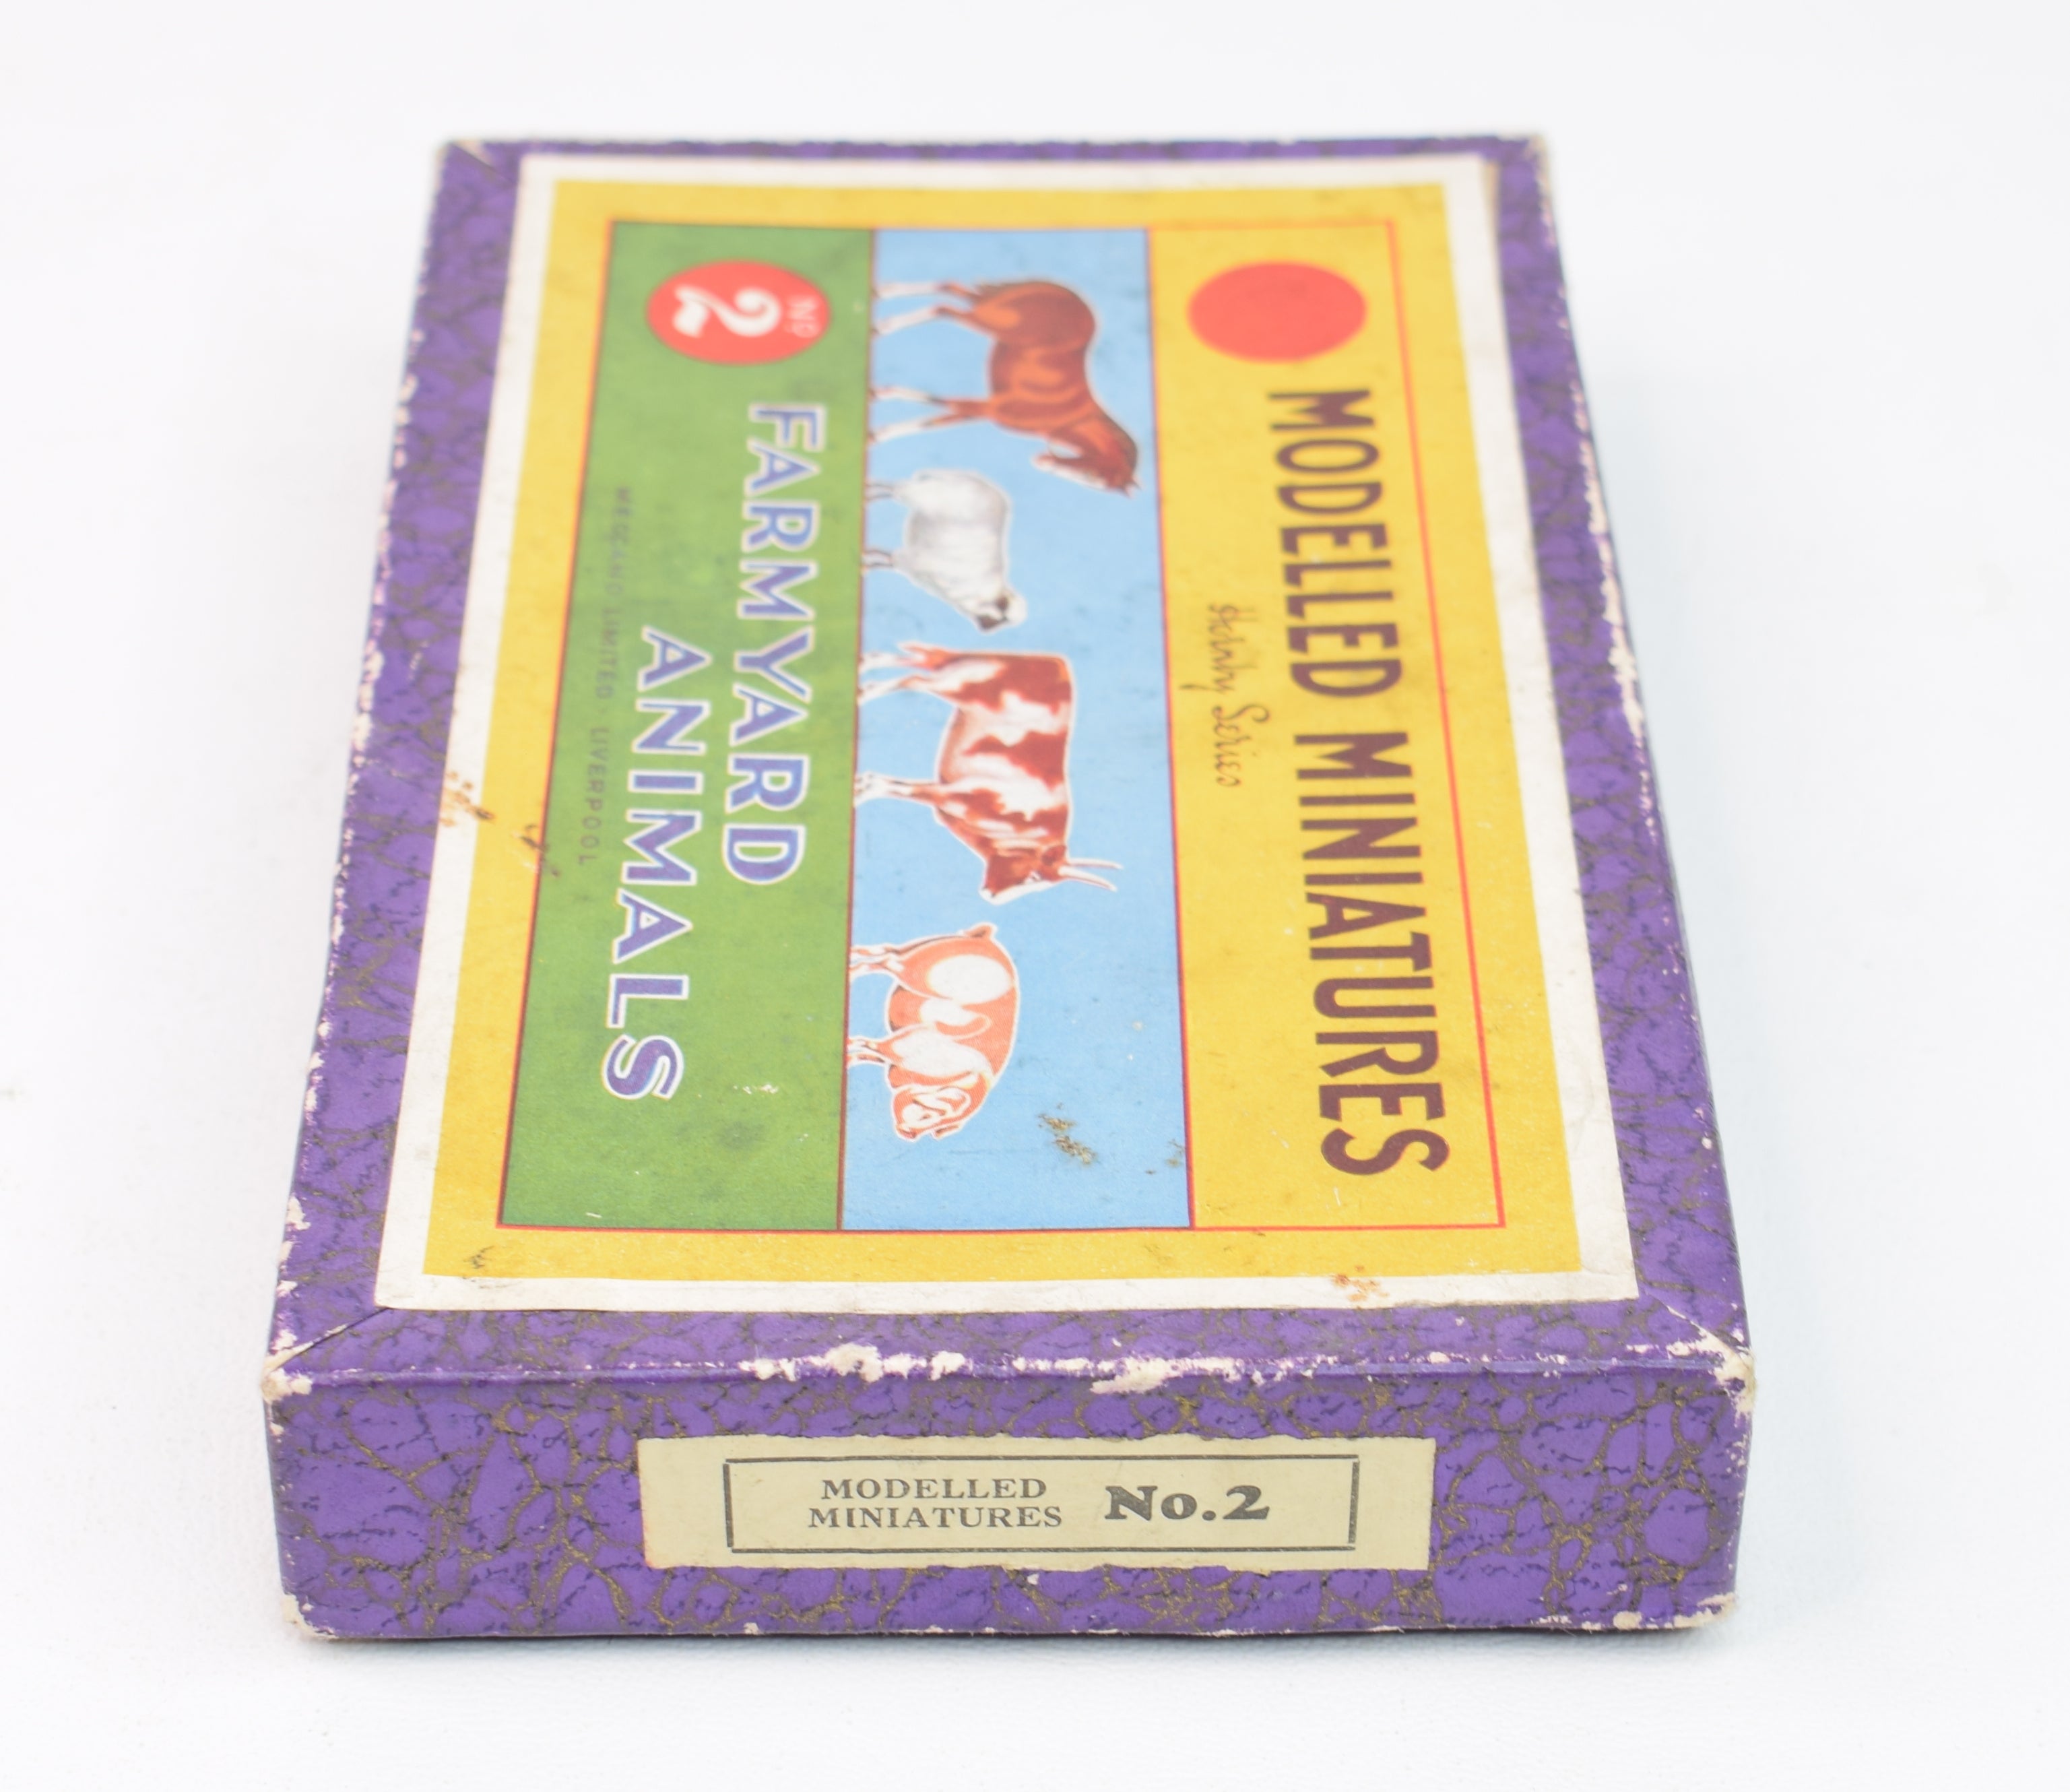 MODELLED MINIATURES
Hornby Series
Nº
2
FARMYARD
ANIMALS
MECCANO LIMITED · LIVERPOOL
MODELLED
MINIATURES
No.2